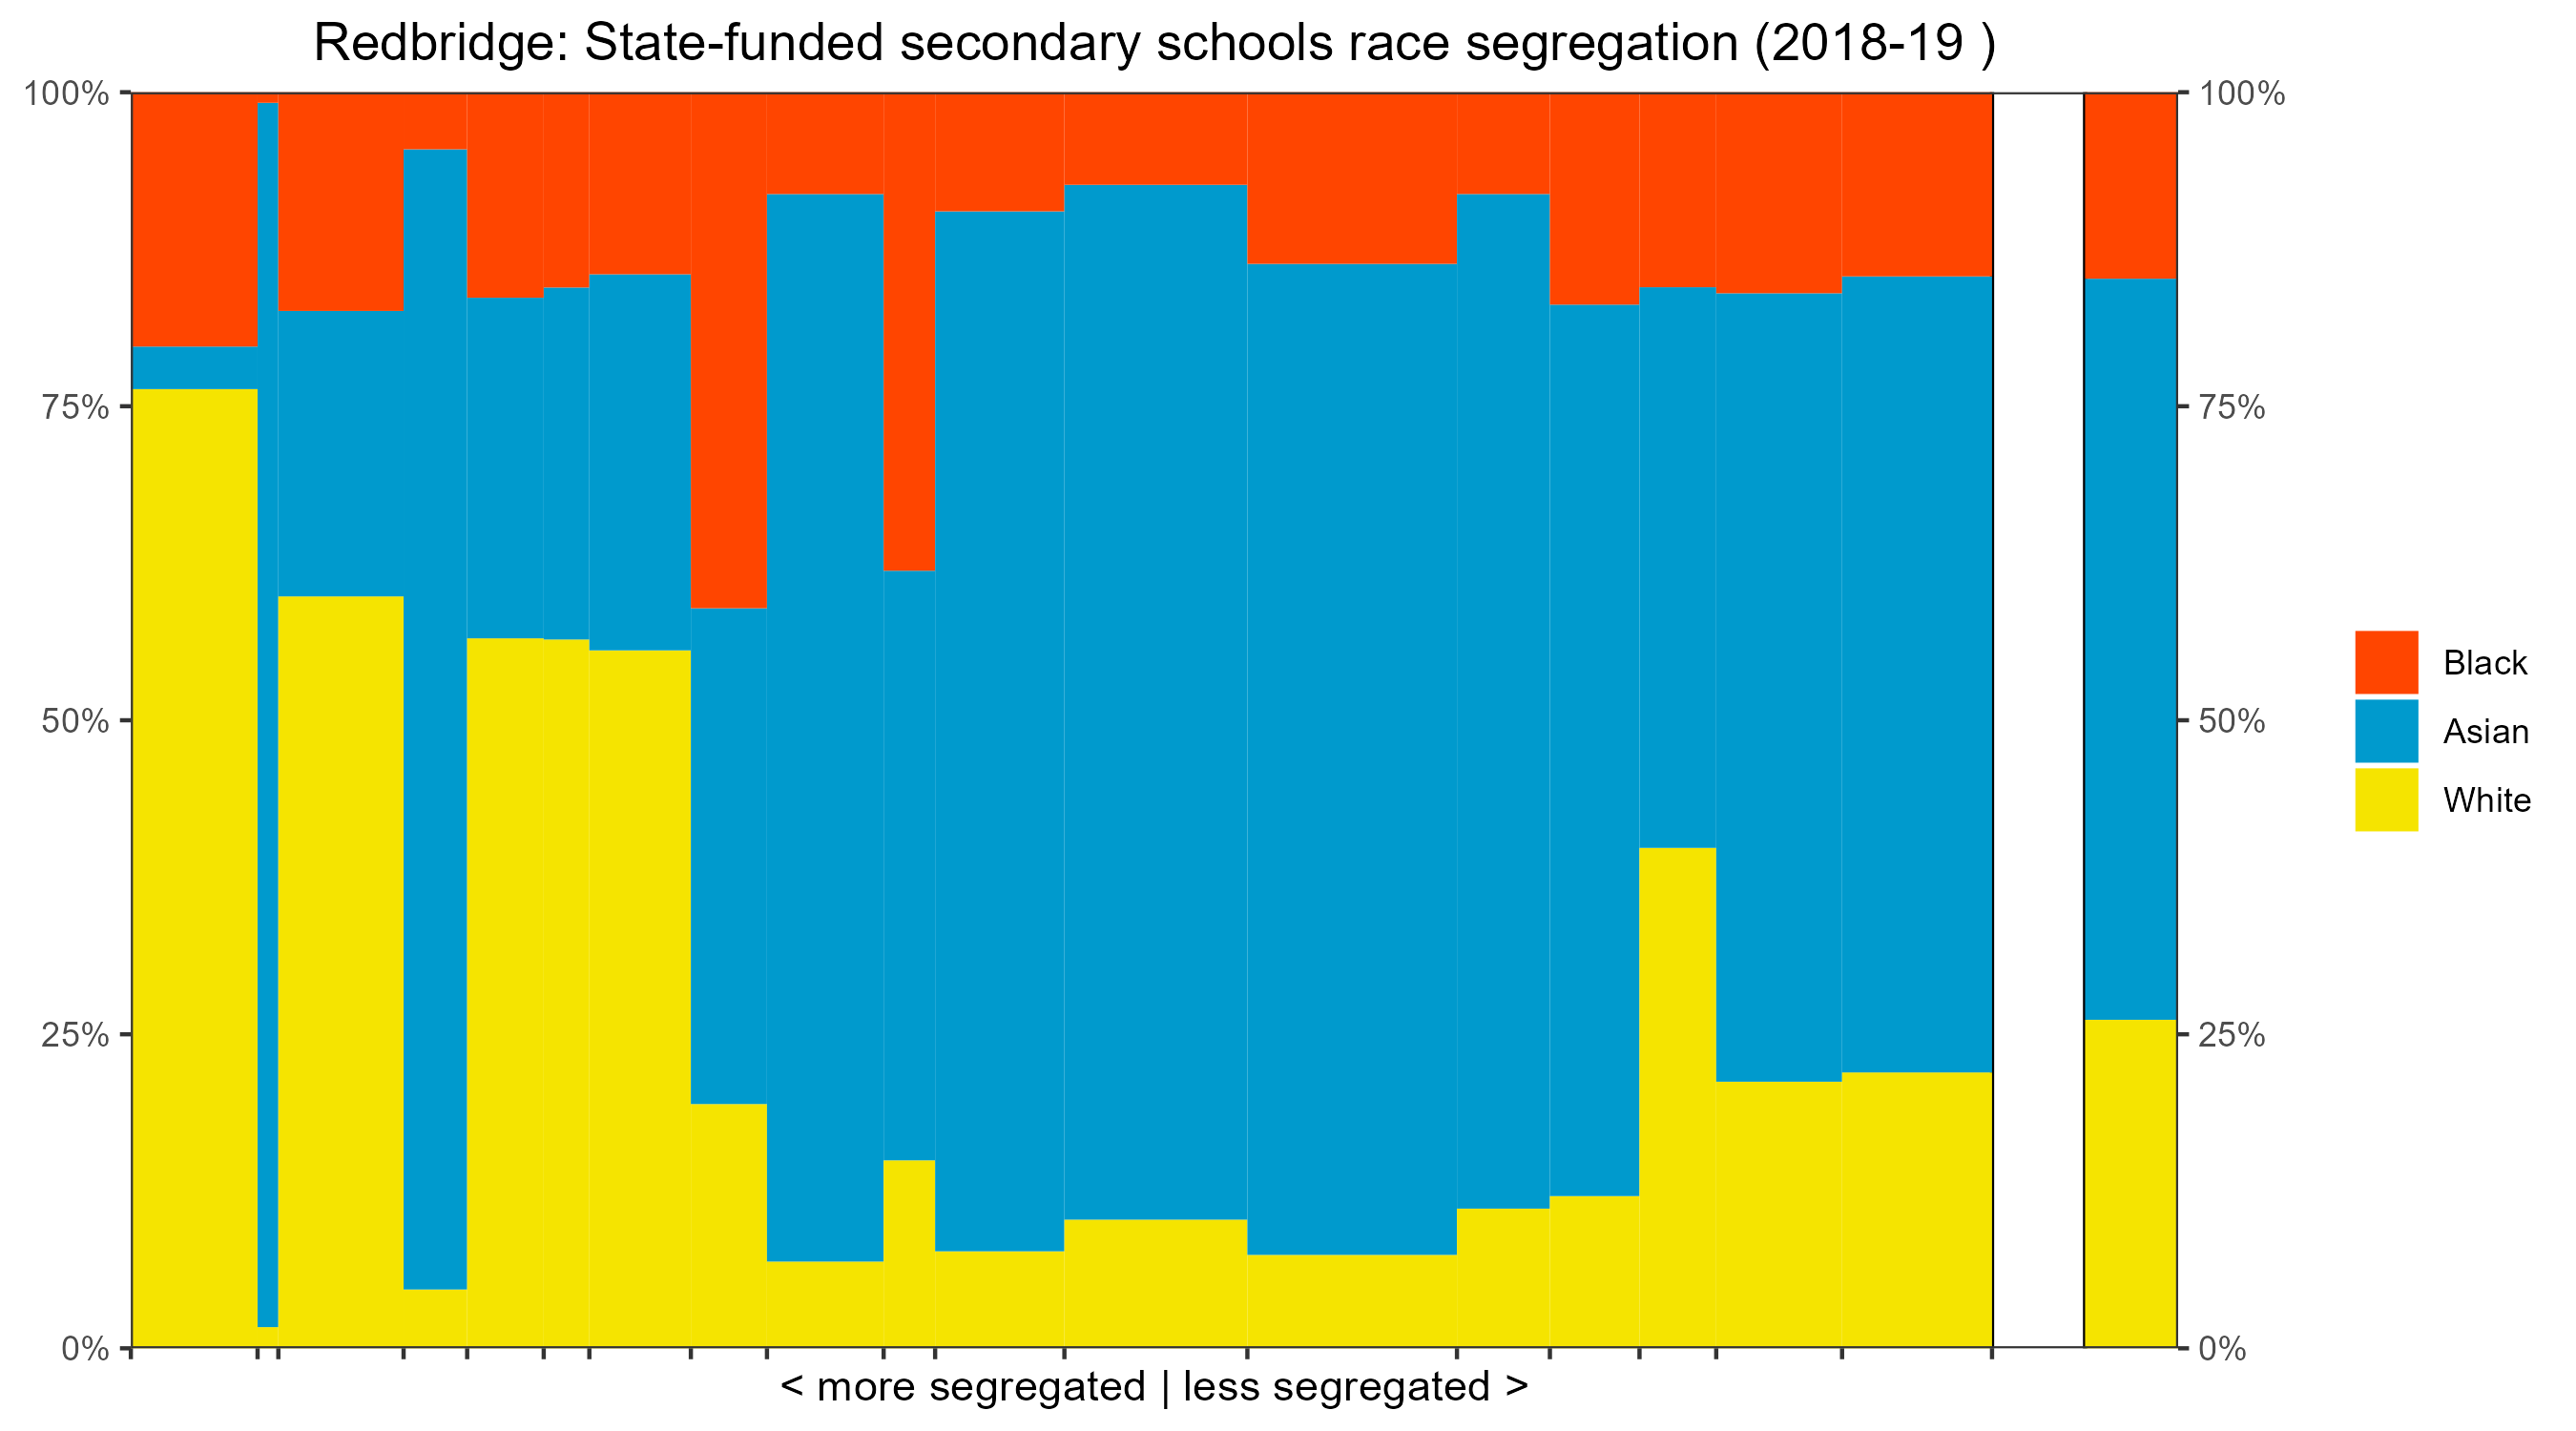 Redbridge: State-funded secondary schools race segregation (2018-19 )
100%
75%
50%
25%
0%
100%
75%
50%
25%
0%
Black
Asian
White
< more segregated | less segregated >